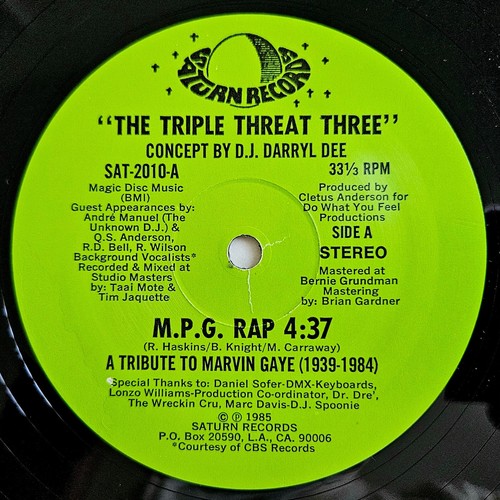 SATURN RECORDS
"THE TRIPLE THREAT THREE"
CONCEPT BY D.J. DARRYL DEE
SAT-2010-A
Magic Disc Music
(BMI)
Guest Appearances by:
André Manuel (The
Unknown D.J.) &
Q.S. Anderson,
R.D. Bell, R. Wilson
Background Vocalists*
Recorded & Mixed at
Studio Masters
by: Taai Mote &
Tim Jaquette
33⅓ RPM
Produced by
Cletus Anderson for
Do What You Feel
Productions
SIDE A
STEREO
Mastered at
Bernie Grundman
Mastering
by: Brian Gardner
M.P.G. RAP 4:37
(R. Haskins/B. Knight/M. Carraway)
A TRIBUTE TO MARVIN GAYE (1939-1984)
Special Thanks to: Daniel Sofer-DMX-Keyboards,
Lonzo Williams-Production Co-ordinator, Dr. Dre',
The Wreckin Cru, Marc Davis-D.J. Spoonie
© ℗ 1985
SATURN RECORDS
P.O. Box 20590, L.A., CA. 90006
*Courtesy of CBS Records